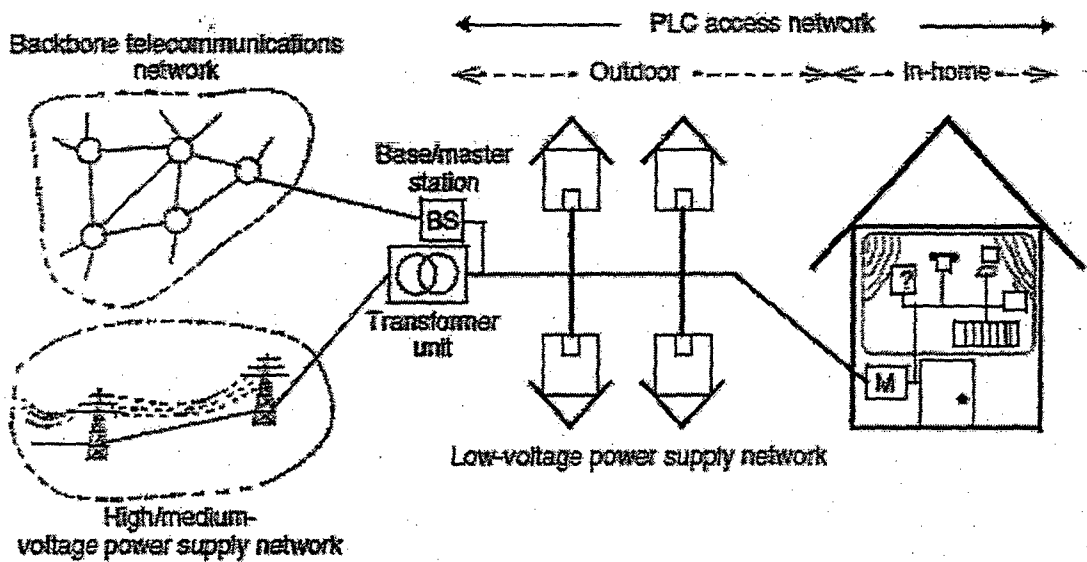 PLC access network
Backbone telecommunications
network
Outdoor
In-home
Base/master
station
BS
?
Transformer
unit
M
Low-voltage power supply network
High/medium-
voltage power supply network